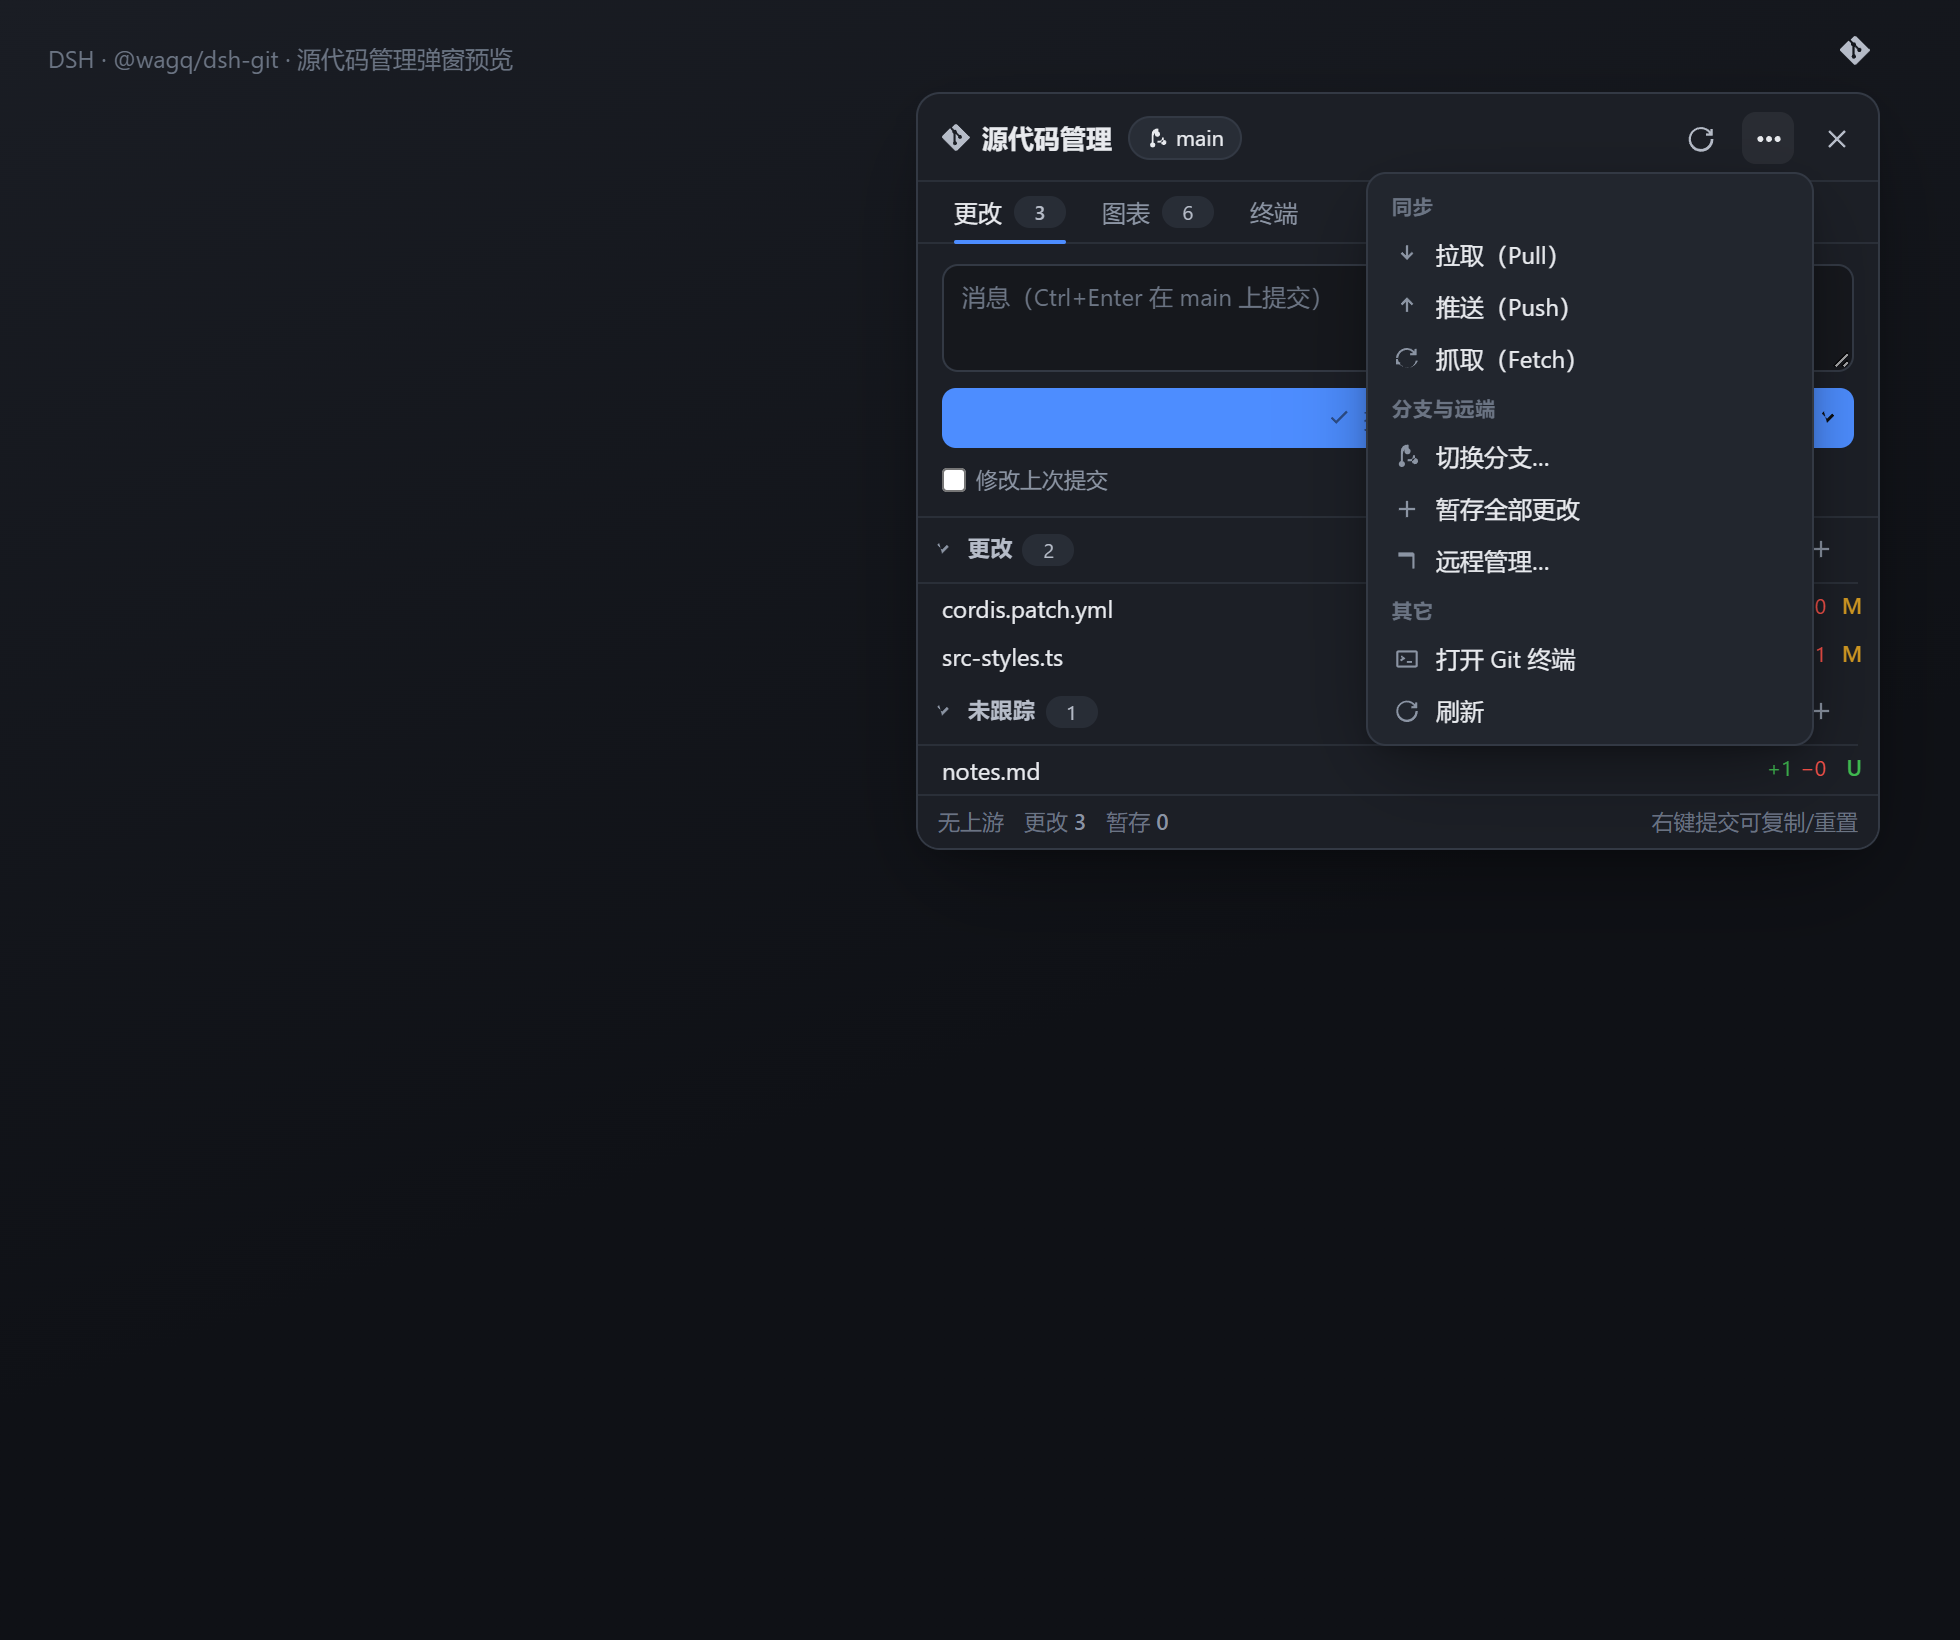 DSH · @wagq/dsh-git · 源代码管理弹窗预览
源代码管理 main
更改 3 图表 6 终端
消息（Ctrl+Enter 在 main 上提交）
修改上次提交
更改 2
cordis.patch.yml 0 M
src-styles.ts 1 M
未跟踪 1
notes.md +1 −0 U
无上游 更改 3 暂存 0 右键提交可复制/重置
同步
拉取（Pull）
推送（Push）
抓取（Fetch）
分支与远端
切换分支...
暂存全部更改
远程管理...
其它
打开 Git 终端
刷新